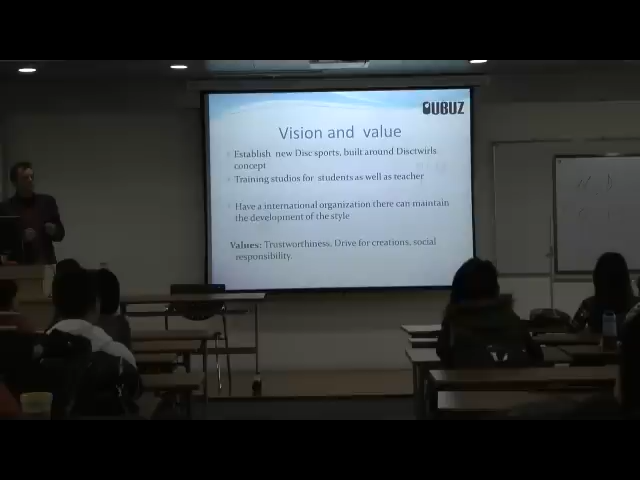 OUBUZ
Vision and value
Establish new Disc sports, built around Disctwirls
concept
Training studios for students as well as teacher
Have a international organization there can maintain
the development of the style
Values: Trustworthiness, Drive for creations, social
responsibility.